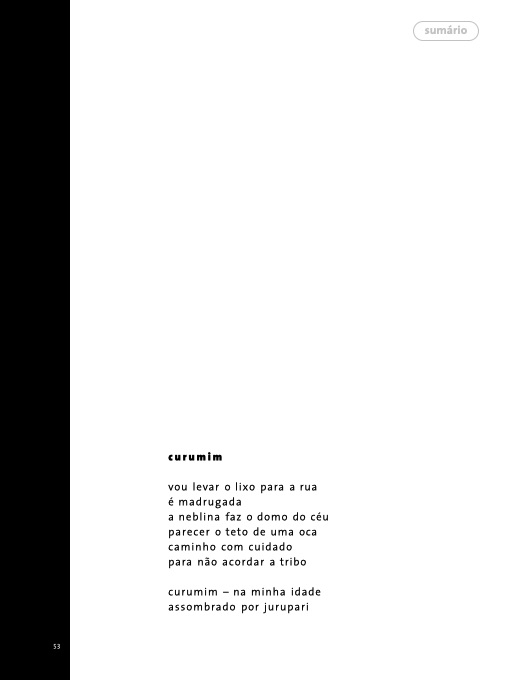 sumário
curumim
vou levar o lixo para a rua
é madrugada
a neblina faz o domo do céu
parecer o teto de uma oca
caminho com cuidado
para não acordar a tribo
curumim – na minha idade
assombrado por jurupari
53